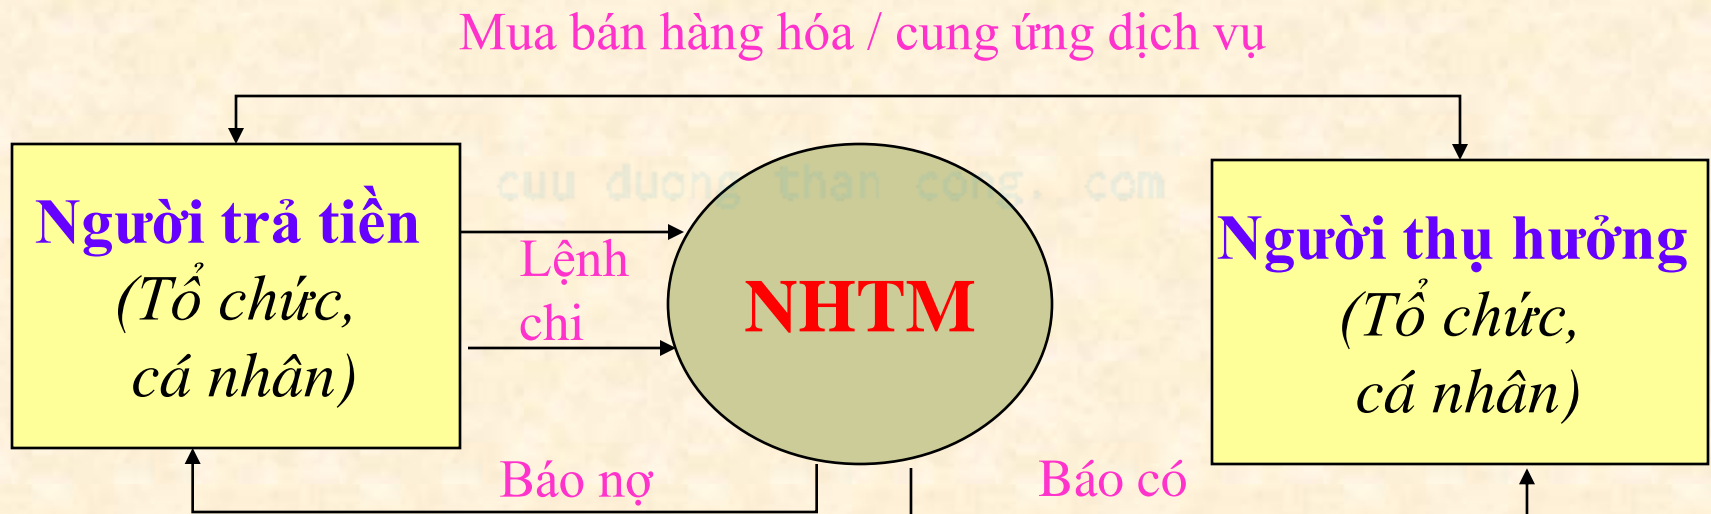 Mua bán hàng hóa / cung ứng dịch vụ
cuu duong than cong. com
Người trả tiền
(Tổ chức,
cá nhân)
Lệnh
chi
NHTM
Người thụ hưởng
(Tổ chức,
cá nhân)
Báo nợ
Báo có